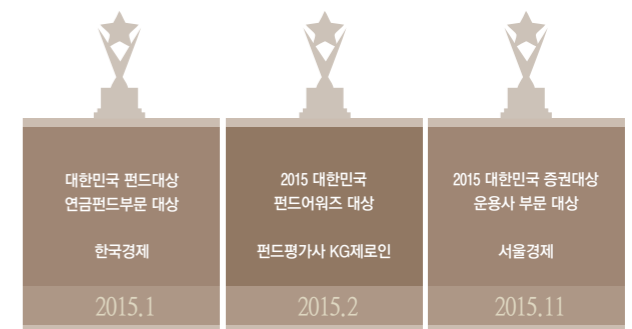 대한민국 펀드대상
연금펀드부문 대상
한국경제
2015.1
2015 대한민국
펀드어워즈 대상
펀드평가사 KG제로인
2015.2
2015 대한민국 증권대상
운용사 부문 대상
서울경제
2015.11